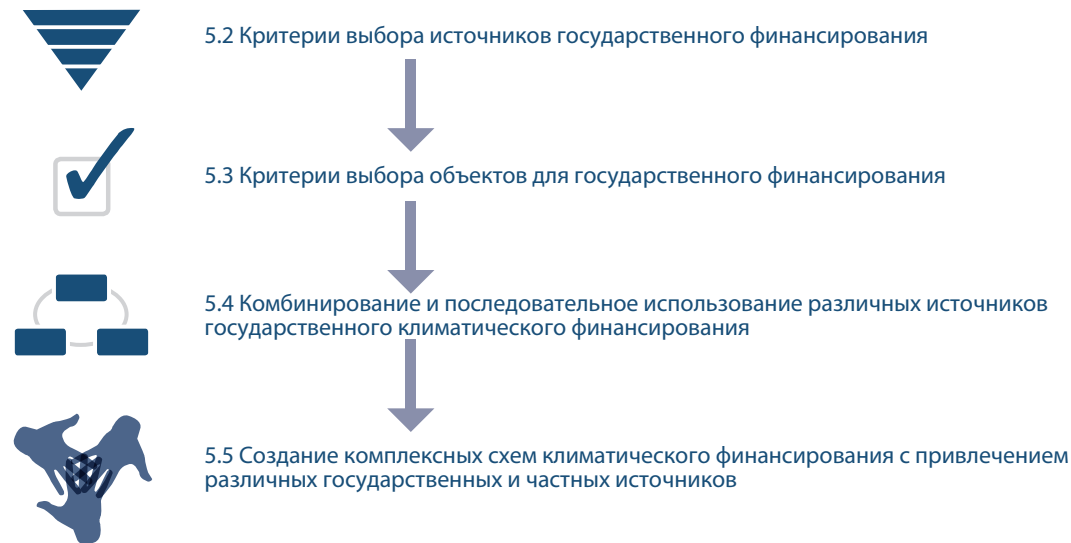 5.2 Критерии выбора источников государственного финансирования
5.3 Критерии выбора объектов для государственного финансирования
5.4 Комбинирование и последовательное использование различных источников
государственного климатического финансирования
5.5 Создание комплексных схем климатического финансирования с привлечением
различных государственных и частных источников